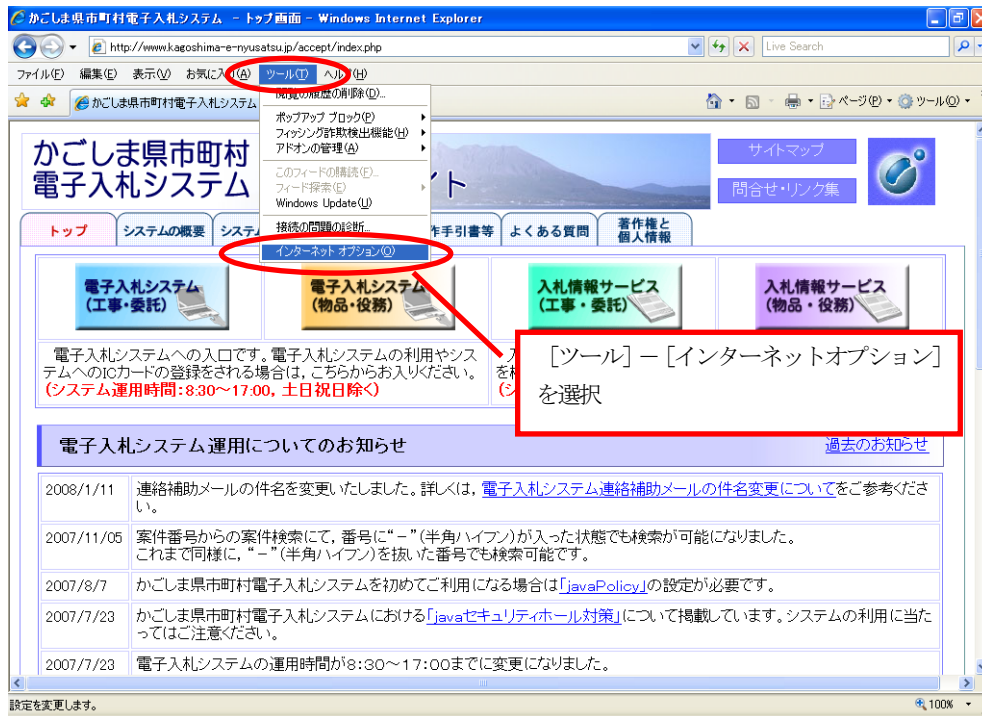 かごしま県市町村電子入札システム － トップ画面 - Windows Internet Explorer
http://www.kagoshima-e-nyusatsu.jp/accept/index.php
Live Search
ファイル(F) 編集(E) 表示(V) お気に入り(A) ツール(T) ヘルプ(H)
かごしま県市町村電子入札システム
ページ(P) ツール(O)
閲覧の履歴の削除(D)...
ポップアップ ブロック(P)
フィッシング詐欺検出機能(H)
アドオンの管理(A)
このフィードの購読(F)...
フィード探索(E)
Windows Update(U)
接続の問題の診断...
インターネット オプション(O)
かごしま県市町村
電子入札システム
イト
サイトマップ
問合せ・リンク集
トップ
システムの概要
システム
作手引書等
よくある質問
著作権と
個人情報
電子入札システム
(工事・委託)
電子入札システム
(物品・役務)
入札情報サービス
(工事・委託)
入札情報サービス
(物品・役務)
電子入札システムへの入口です。電子入札システムの利用やシス
テムへのICカードの登録をされる場合は，こちらからお入りください。
(システム運用時間：8:30～17:00，土日祝日除く)
［ツール］－［インターネットオプション］
を選択
電子入札システム運用についてのお知らせ
過去のお知らせ
2008/1/11 連絡補助メールの件名を変更いたしました。詳しくは，電子入札システム連絡補助メールの件名変更についてをご参考くださ
い。
2007/11/05 案件番号からの案件検索にて，番号に“－”(半角ハイフン)が入った状態でも検索が可能になりました。
これまで同様に，“－”(半角ハイフン)を抜いた番号でも検索可能です。
2007/8/7 かごしま県市町村電子入札システムを初めてご利用になる場合は「javaPolicy」の設定が必要です。
2007/7/23 かごしま県市町村電子入札システムにおける「javaセキュリティホール対策」について掲載しています。システムの利用に当た
ってはご注意ください。
2007/7/23 電子入札システムの運用時間が8:30～17:00までに変更になりました。
設定を変更します。
100%